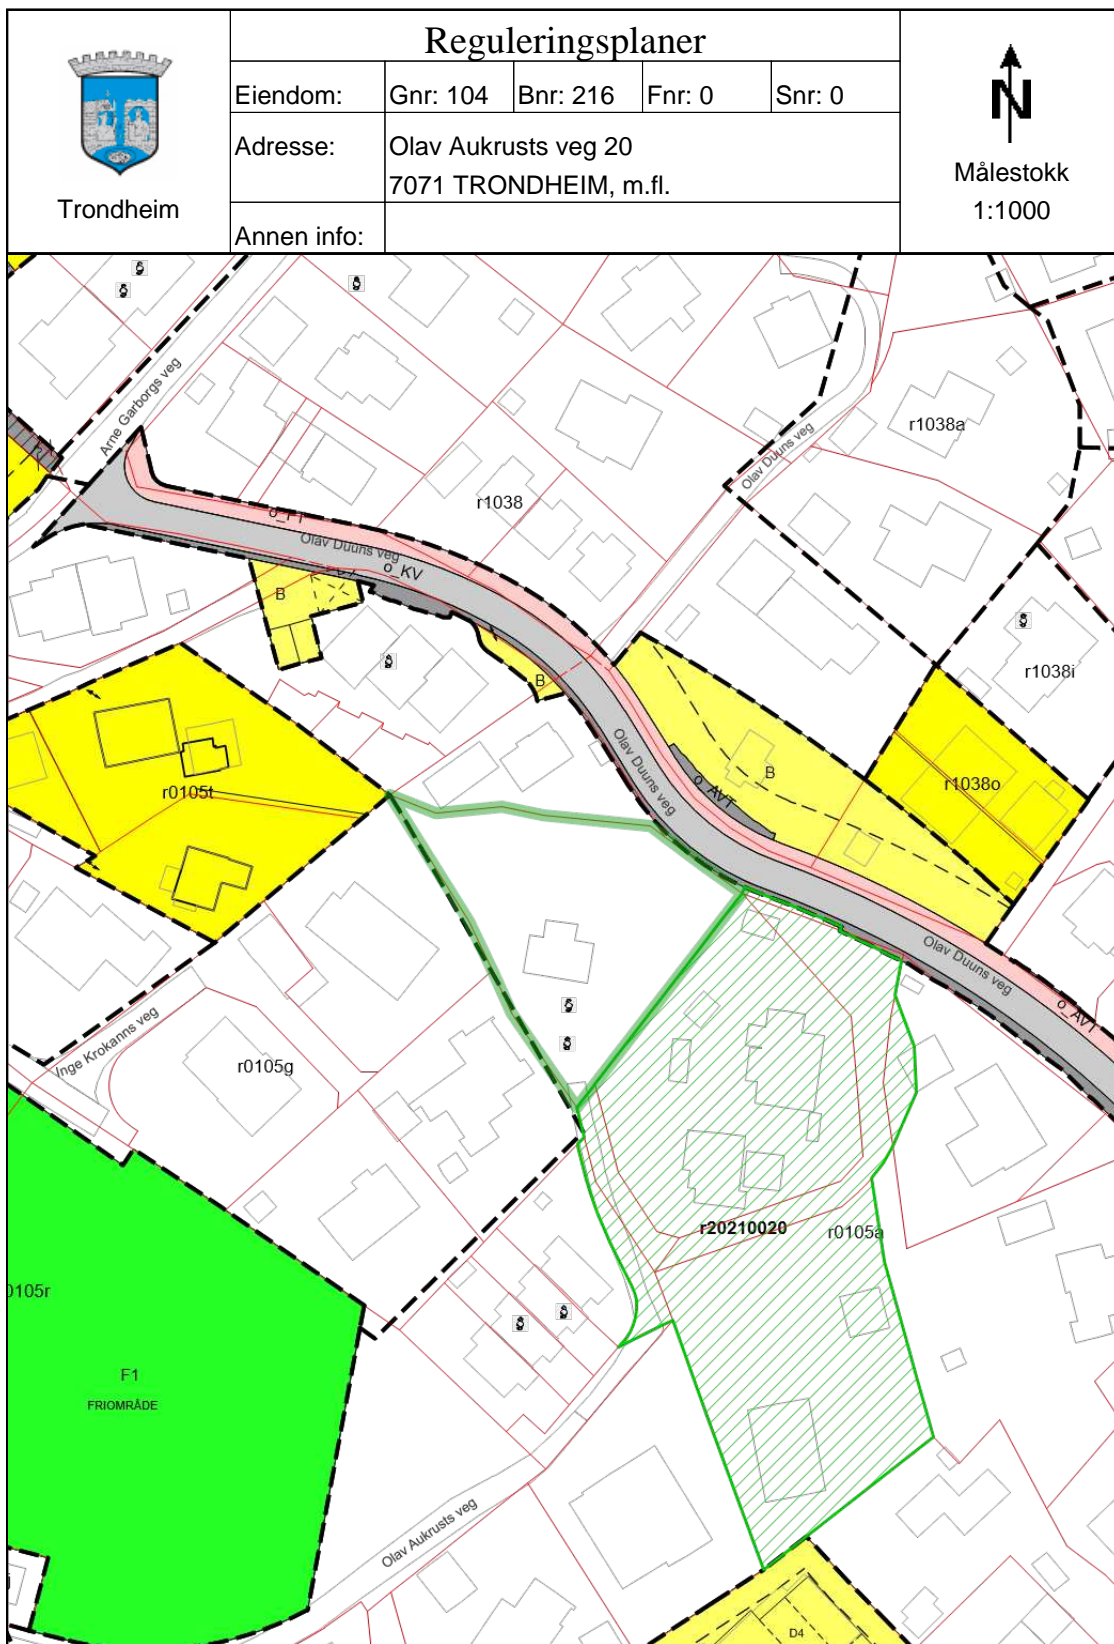 Reguleringsplaner
Eiendom: Gnr: 104 Bnr: 216 Fnr: 0 Snr: 0
Adresse: Olav Aukrusts veg 20
7071 TRONDHEIM, m.fl.
Annen info:
Trondheim
N
Målestokk
1:1000
Arne Garborgs veg
r1038a
Olav Duuns veg
r1038
Olav Duuns veg
o_KV
B
r1038i
B
Olav Duuns veg
o_AVT
B
r1038o
r0105t
Olav Duuns veg
o_AVT
Inge Krokanns veg
r0105g
r20210020
r0105a
0105r
F1
FRIOMRÅDE
Olav Aukrusts veg
D4